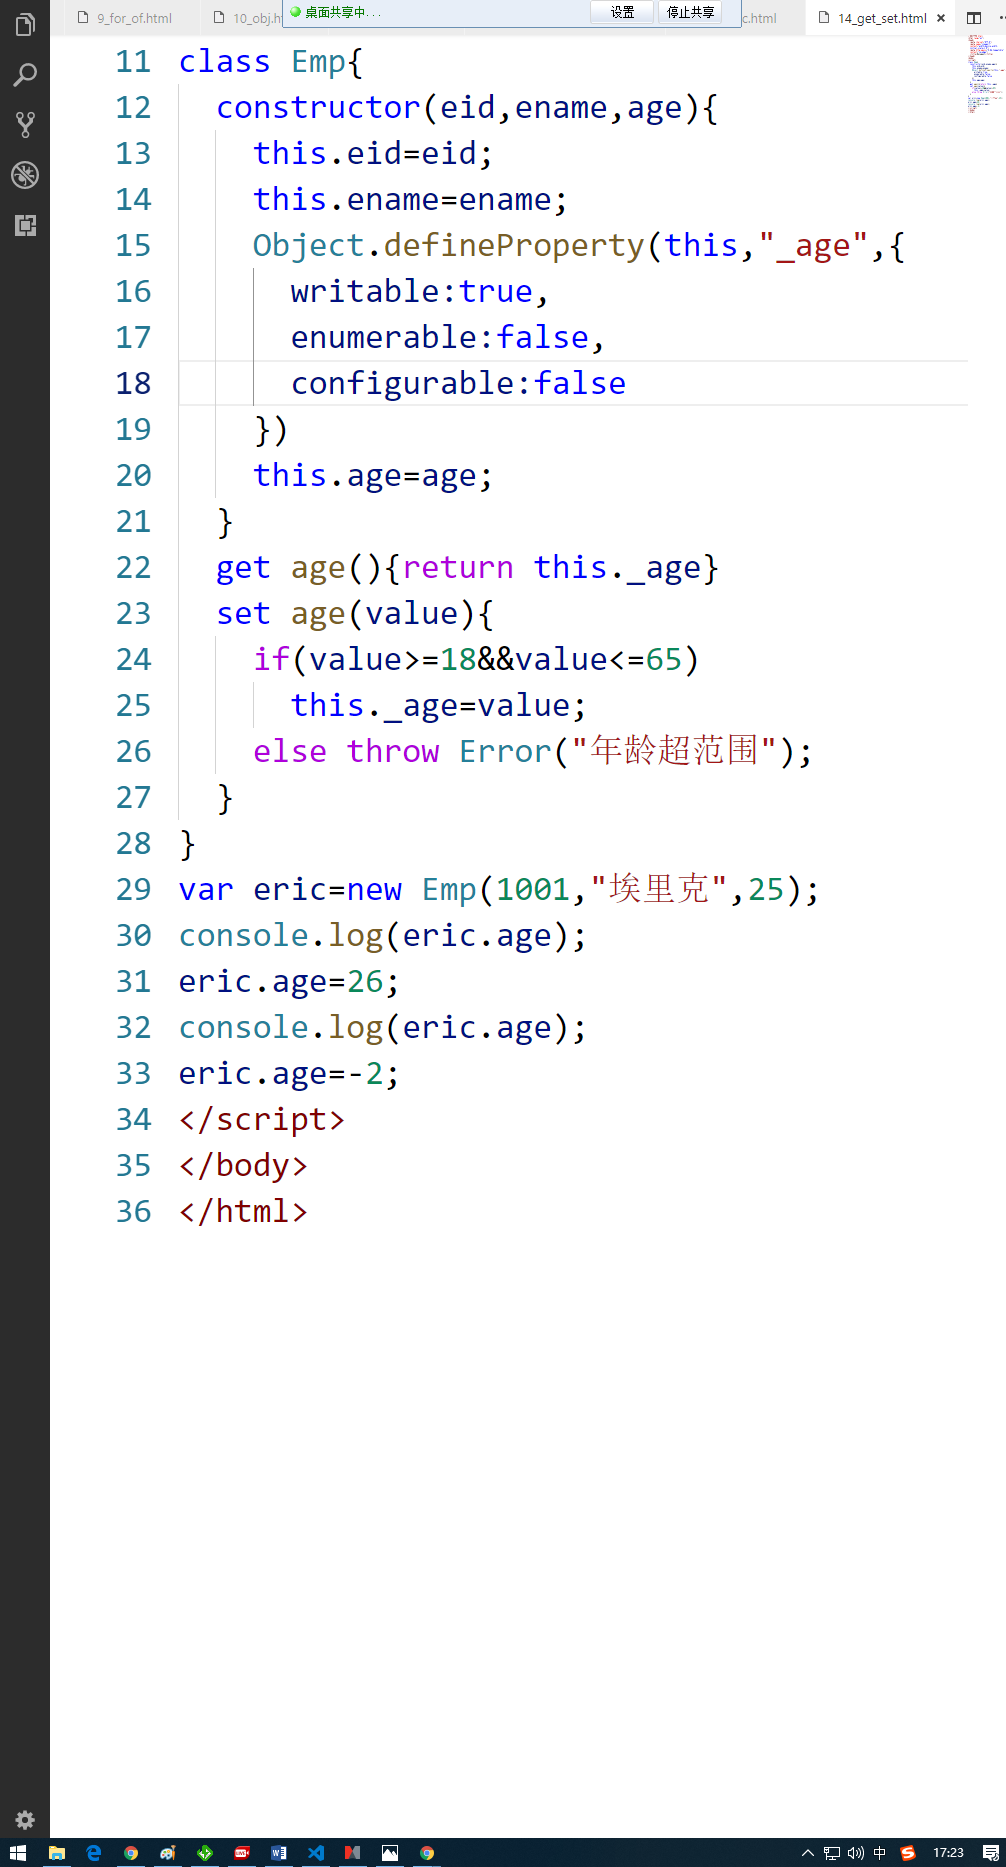 9_for_of.html 10_obj.h 桌面共享中... 设置 停止共享 c.html 14_get_set.html ×
11 class Emp{
12 constructor(eid,ename,age){
13 this.eid=eid;
14 this.ename=ename;
15 Object.defineProperty(this,"_age",{
16 writable:true,
17 enumerable:false,
18 configurable:false
19 })
20 this.age=age;
21 }
22 get age(){return this._age}
23 set age(value){
24 if(value>=18&&value<=65)
25 this._age=value;
26 else throw Error("年龄超范围");
27 }
28 }
29 var eric=new Emp(1001,"埃里克",25);
30 console.log(eric.age);
31 eric.age=26;
32 console.log(eric.age);
33 eric.age=-2;
34 </script>
35 </body>
36 </html>
中 17:23